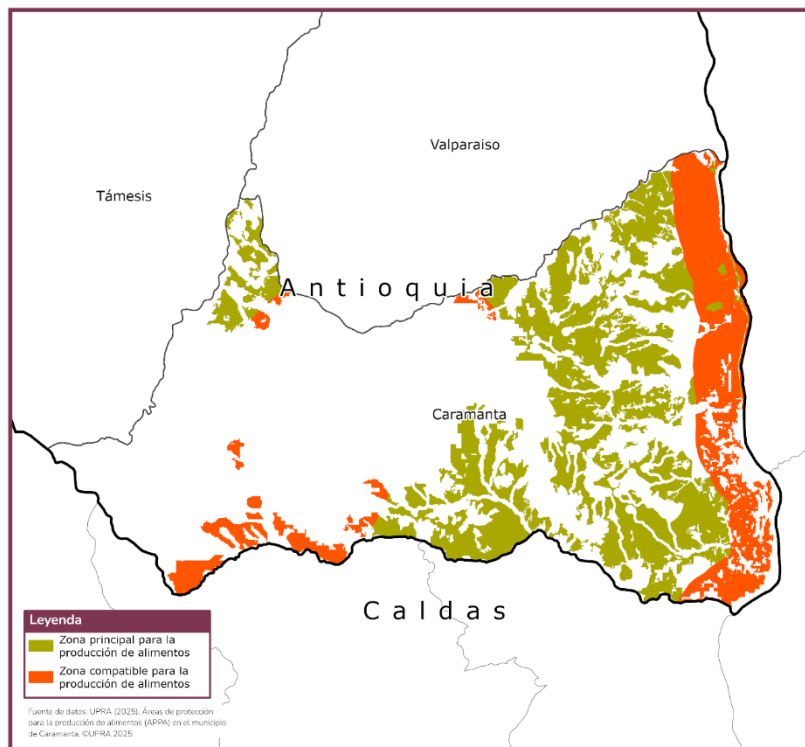 Valparaiso
Támesis
Antioquia
Caramanta
Caldas
Leyenda
Zona principal para la
producción de alimentos
Zona compatible para la
producción de alimentos
Fuente de datos: UPRA (2025). Áreas de protección
para la producción de alimentos (APPA) en el municipio
de Caramanta. ©UPRA 2025